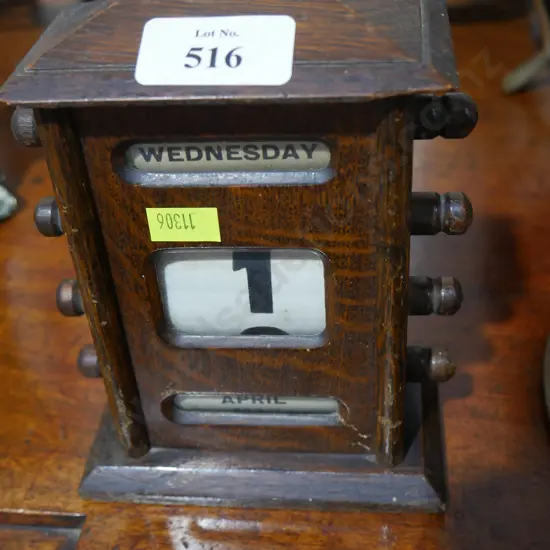 Lot No.
516
WEDNESDAY
11306
1
APRIL